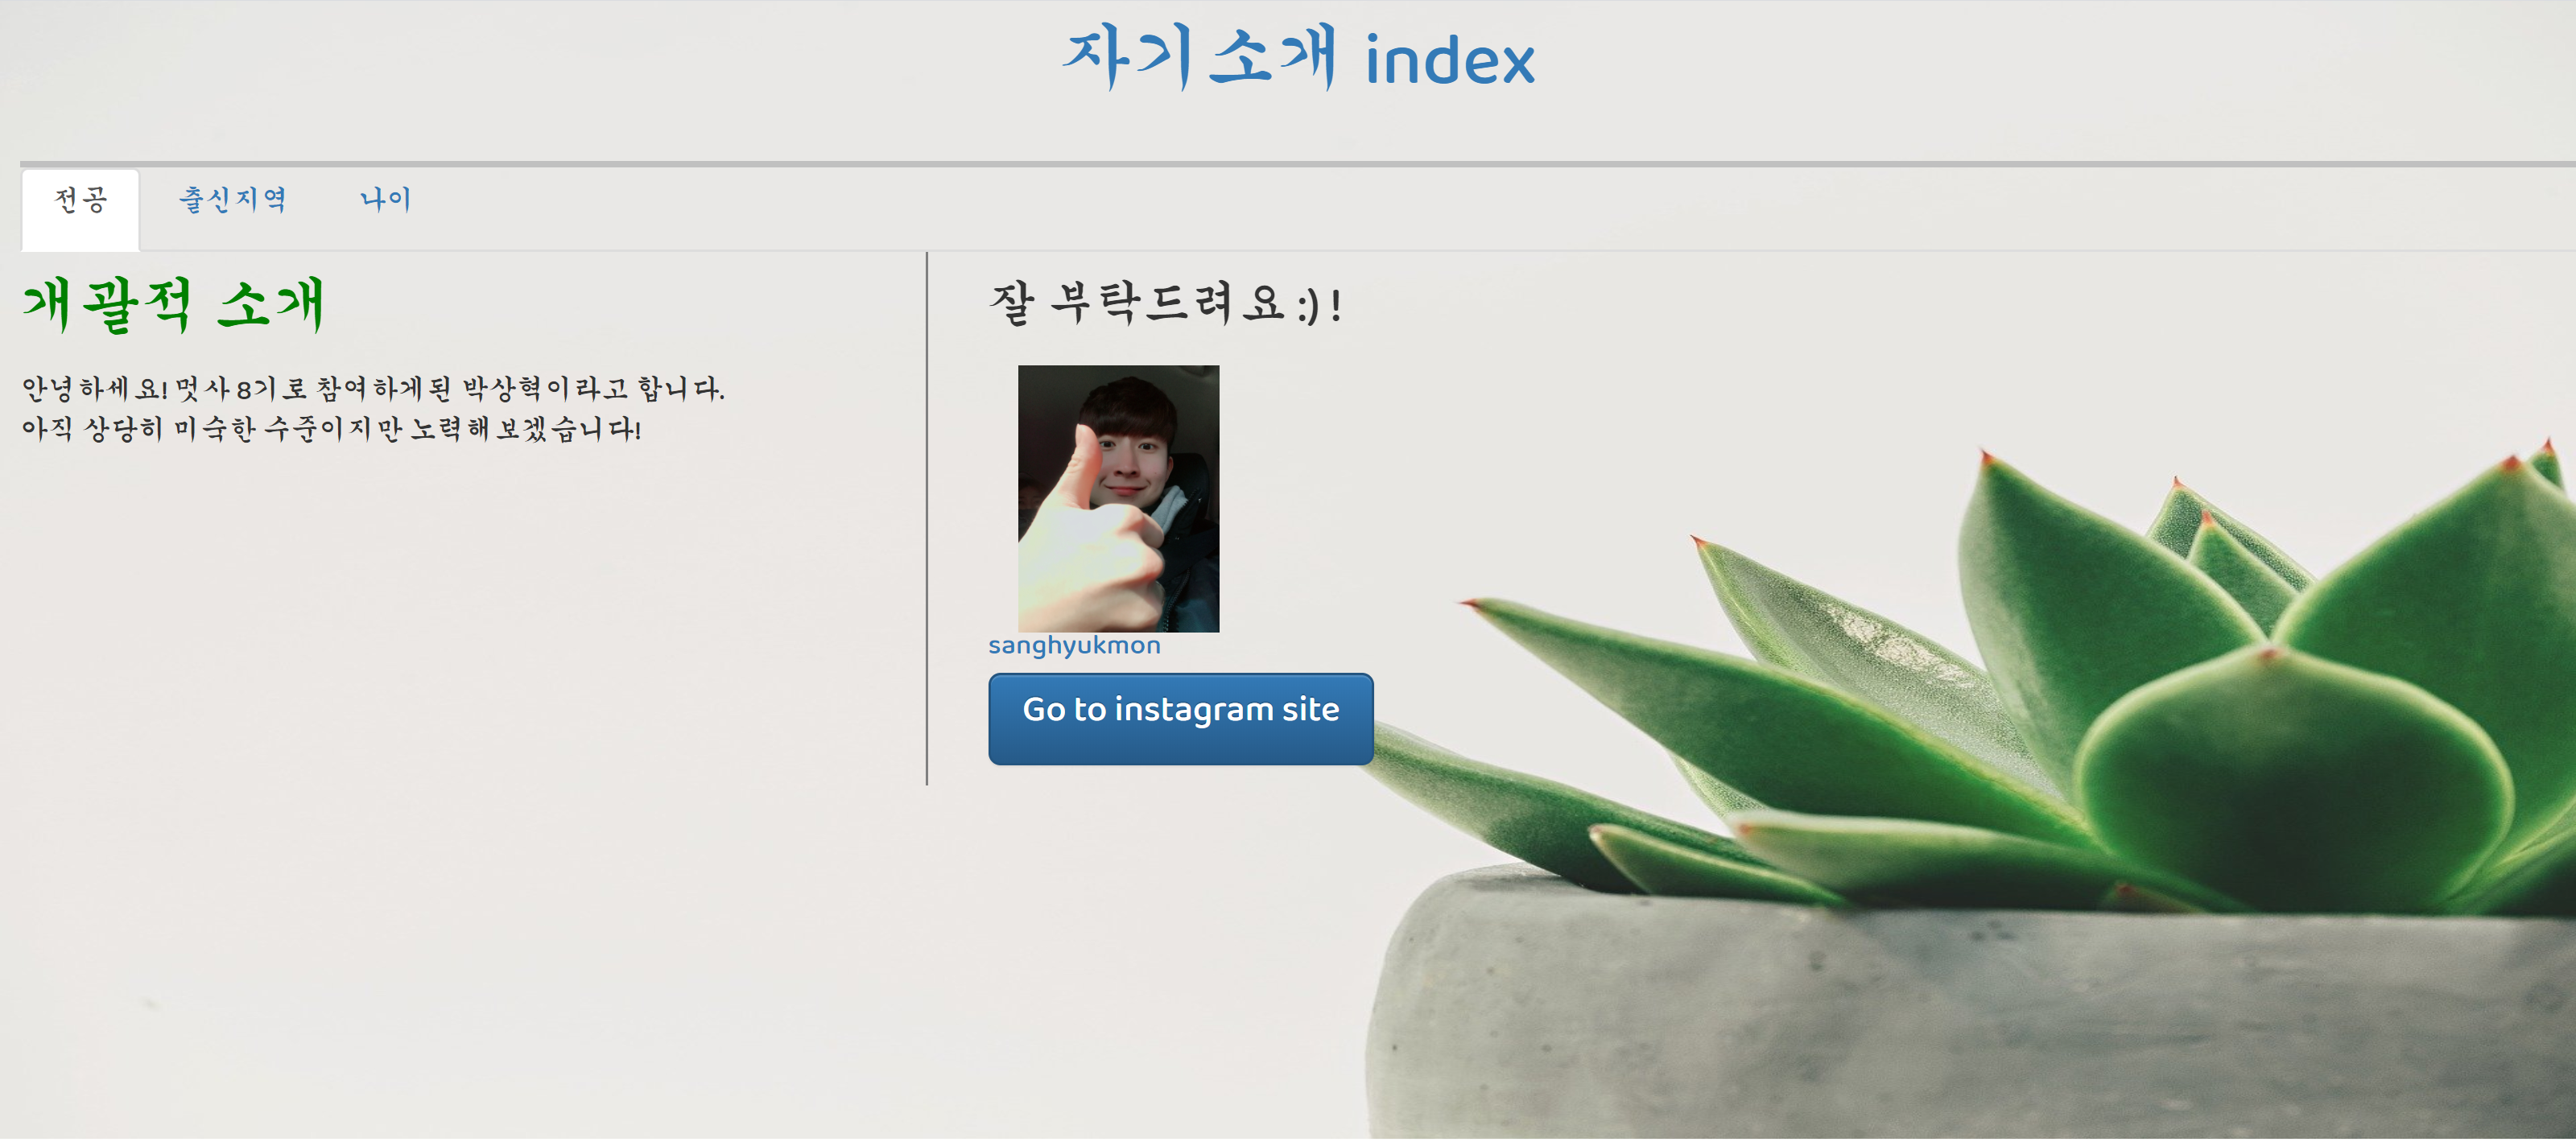 자기소개 index
전공 출신지역 나이
개괄적 소개
안녕하세요! 멋사 8기로 참여하게된 박상혁이라고 합니다.
아직 상당히 미숙한 수준이지만 노력해보겠습니다!
잘 부탁드려요 :) !
sanghyukmon
Go to instagram site